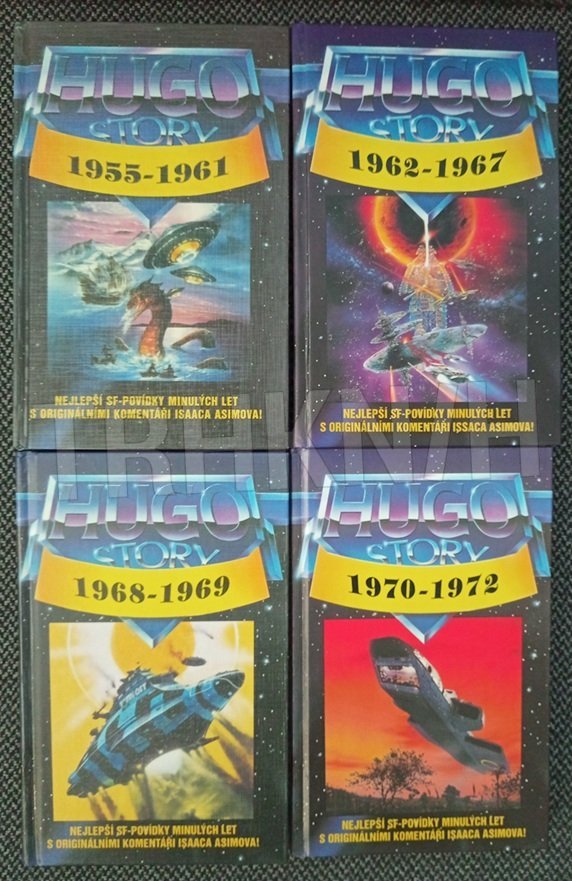 HUGO
STORY
1955-1961
NEJLEPŠÍ SF-POVÍDKY MINULÝCH LET
S ORIGINÁLNÍMI KOMENTÁŘI ISAACA ASIMOVA!
HUGO
STORY
1962-1967
NEJLEPŠÍ SF-POVÍDKY MINULÝCH LET
S ORIGINÁLNÍMI KOMENTÁŘI ISSACA ASIMOVA!
HUGO
STORY
1968-1969
NEJLEPŠÍ SF-POVÍDKY MINULÝCH LET
S ORIGINÁLNÍMI KOMENTÁŘI ISAACA ASIMOVA!
HUGO
STORY
1970-1972
NEJLEPŠÍ SF-POVÍDKY MINULÝCH LET
S ORIGINÁLNÍMI KOMENTÁŘI ISAACA ASIMOVA!